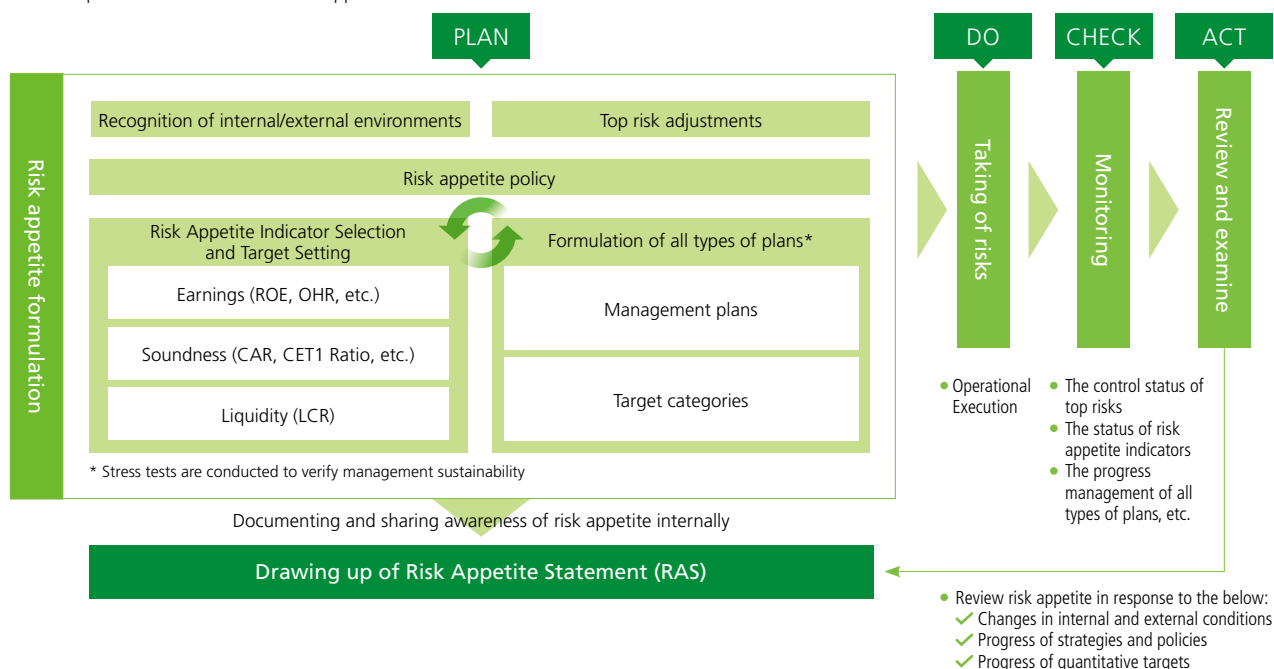 PLAN
DO
CHECK
ACT
Risk appetite formulation
Recognition of internal/external environments
Top risk adjustments
Risk appetite policy
Risk Appetite Indicator Selection
and Target Setting
Earnings (ROE, OHR, etc.)
Soundness (CAR, CET1 Ratio, etc.)
Liquidity (LCR)
Formulation of all types of plans*
Management plans
Target categories
* Stress tests are conducted to verify management sustainability
Documenting and sharing awareness of risk appetite internally
Drawing up of Risk Appetite Statement (RAS)
Taking of risks
Monitoring
Review and examine
• Operational
Execution
• The control status of
top risks
• The status of risk
appetite indicators
• The progress
management of all
types of plans, etc.
• Review risk appetite in response to the below:
✓ Changes in internal and external conditions
✓ Progress of strategies and policies
✓ Progress of quantitative targets